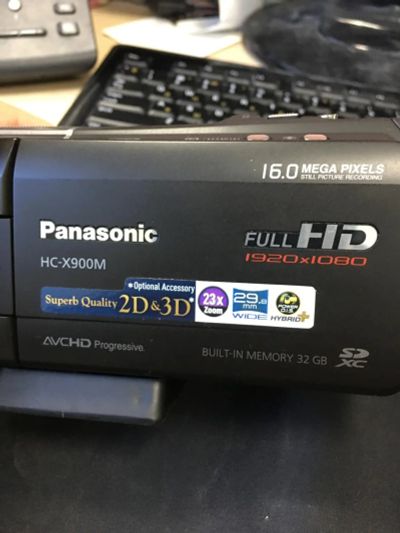 16.0 MEGA PIXELS
STILL PICTURE RECORDING
Panasonic
FULL HD
1920x1080
HC-X900M
*Optional Accessory
Superb Quality 2D & 3D*
23x
Zoom
29.8
mm
WIDE
POWER
O.I.S
HYBRID+
AVCHD Progressive
BUILT-IN MEMORY 32 GB
SD
XC